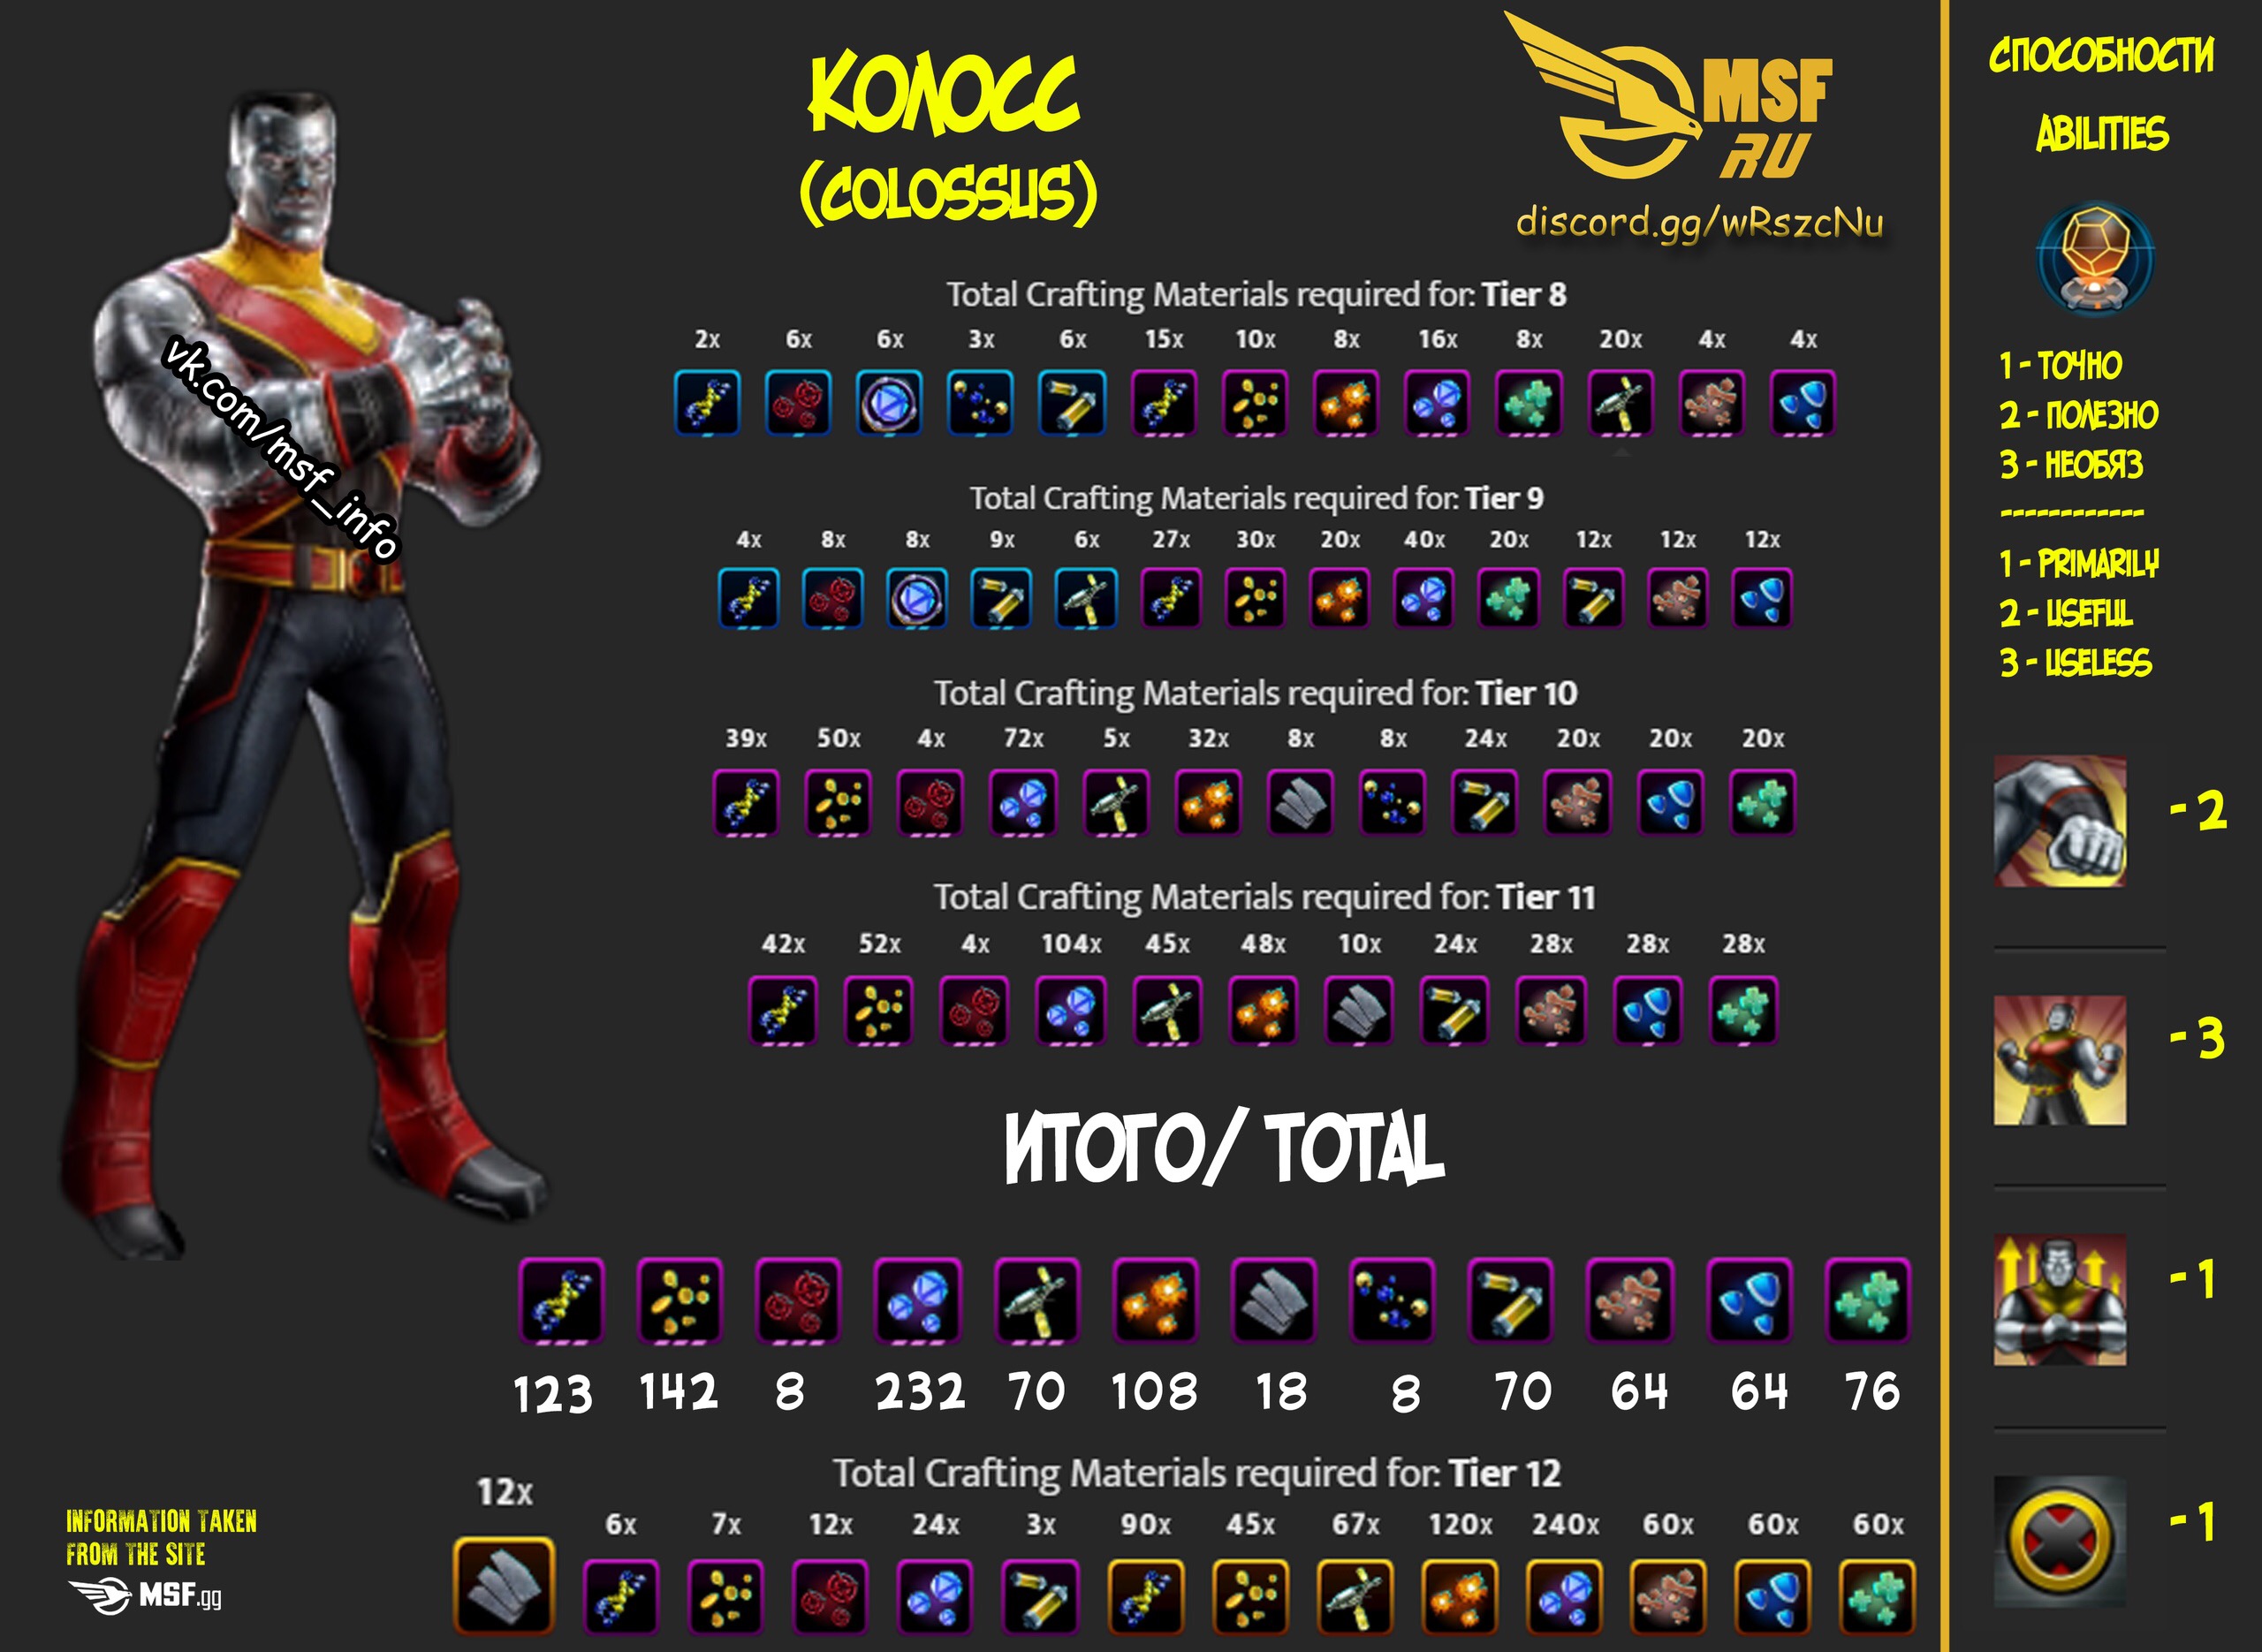 КОЛОСС
(COLOSSUS)
MSF
RU
discord.gg/wRszcNu
vk.com/msf_info
Total Crafting Materials required for: Tier 8
2x 6x 6x 3x 6x 15x 10x 8x 16x 8x 20x 4x 4x
Total Crafting Materials required for: Tier 9
4x 8x 8x 9x 6x 27x 30x 20x 40x 20x 12x 12x 12x
Total Crafting Materials required for: Tier 10
39x 50x 4x 72x 5x 32x 8x 8x 24x 20x 20x 20x
Total Crafting Materials required for: Tier 11
42x 52x 4x 104x 45x 48x 10x 24x 28x 28x 28x
ИТОГО/ TOTAL
123 142 8 232 70 108 18 8 70 64 64 76
Total Crafting Materials required for: Tier 12
12x 6x 7x 12x 24x 3x 90x 45x 67x 120x 240x 60x 60x 60x
INFORMATION TAKEN
FROM THE SITE
MSF.gg
СПОСОБНОСТИ
ABILITIES
1 - ТОЧНО
2 - ПОЛЕЗНО
3 - НЕОБЯЗ
------------
1 - PRIMARILY
2 - USEFUL
3 - USELESS
- 2
- 3
- 1
- 1